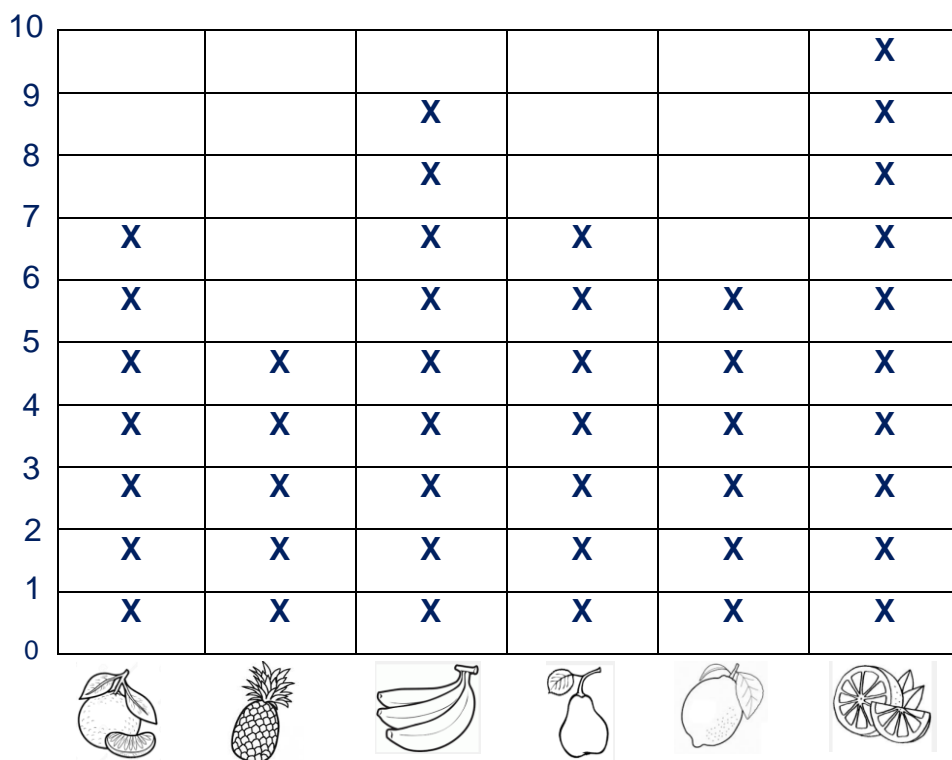 10 X
9 X X
8 X X
7 X X X X
6 X X X X X
5 X X X X X X
4 X X X X X X
3 X X X X X X
2 X X X X X X
1 X X X X X X
0